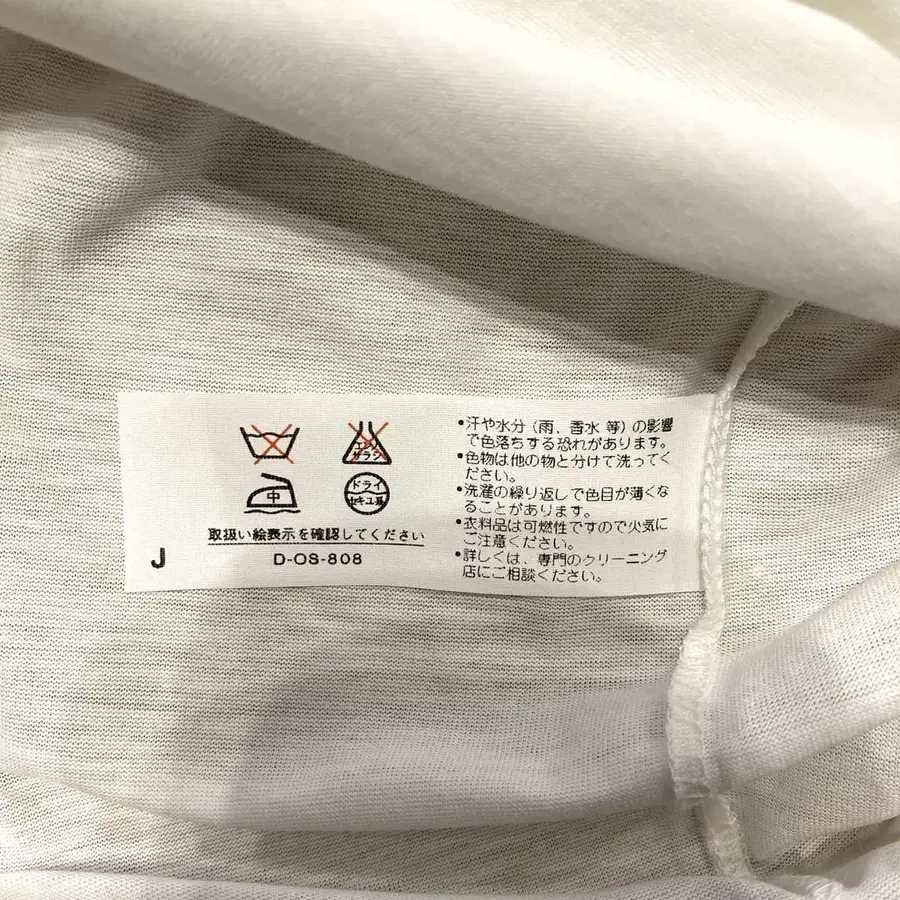 エンソ
サラシ
中
ドライ
セキユ系
取扱い絵表示を確認してください
J
D-OS-808
•汗や水分（雨、香水 等）の影響
で色落ちする恐れがあります。
•色物は他の物と分けて洗ってく
ださい。
•洗濯の繰り返しで色目が薄くな
ることがあります。
•衣料品は可燃性ですので火気に
ご注意ください。
•詳しくは、専門のクリーニング
店にご相談ください。